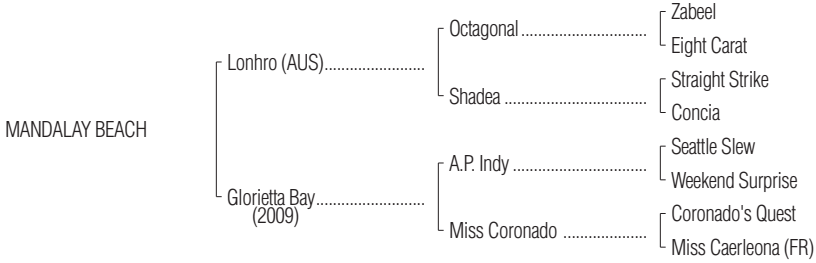 MANDALAY BEACH
Lonhro (AUS)........................
Octagonal..............................
Zabeel
Eight Carat
Shadea ..................................
Straight Strike
Concia
Glorietta Bay..........................
(2009)
A.P. Indy ................................
Seattle Slew
Weekend Surprise
Miss Coronado ....................
Coronado's Quest
Miss Caerleona (FR)